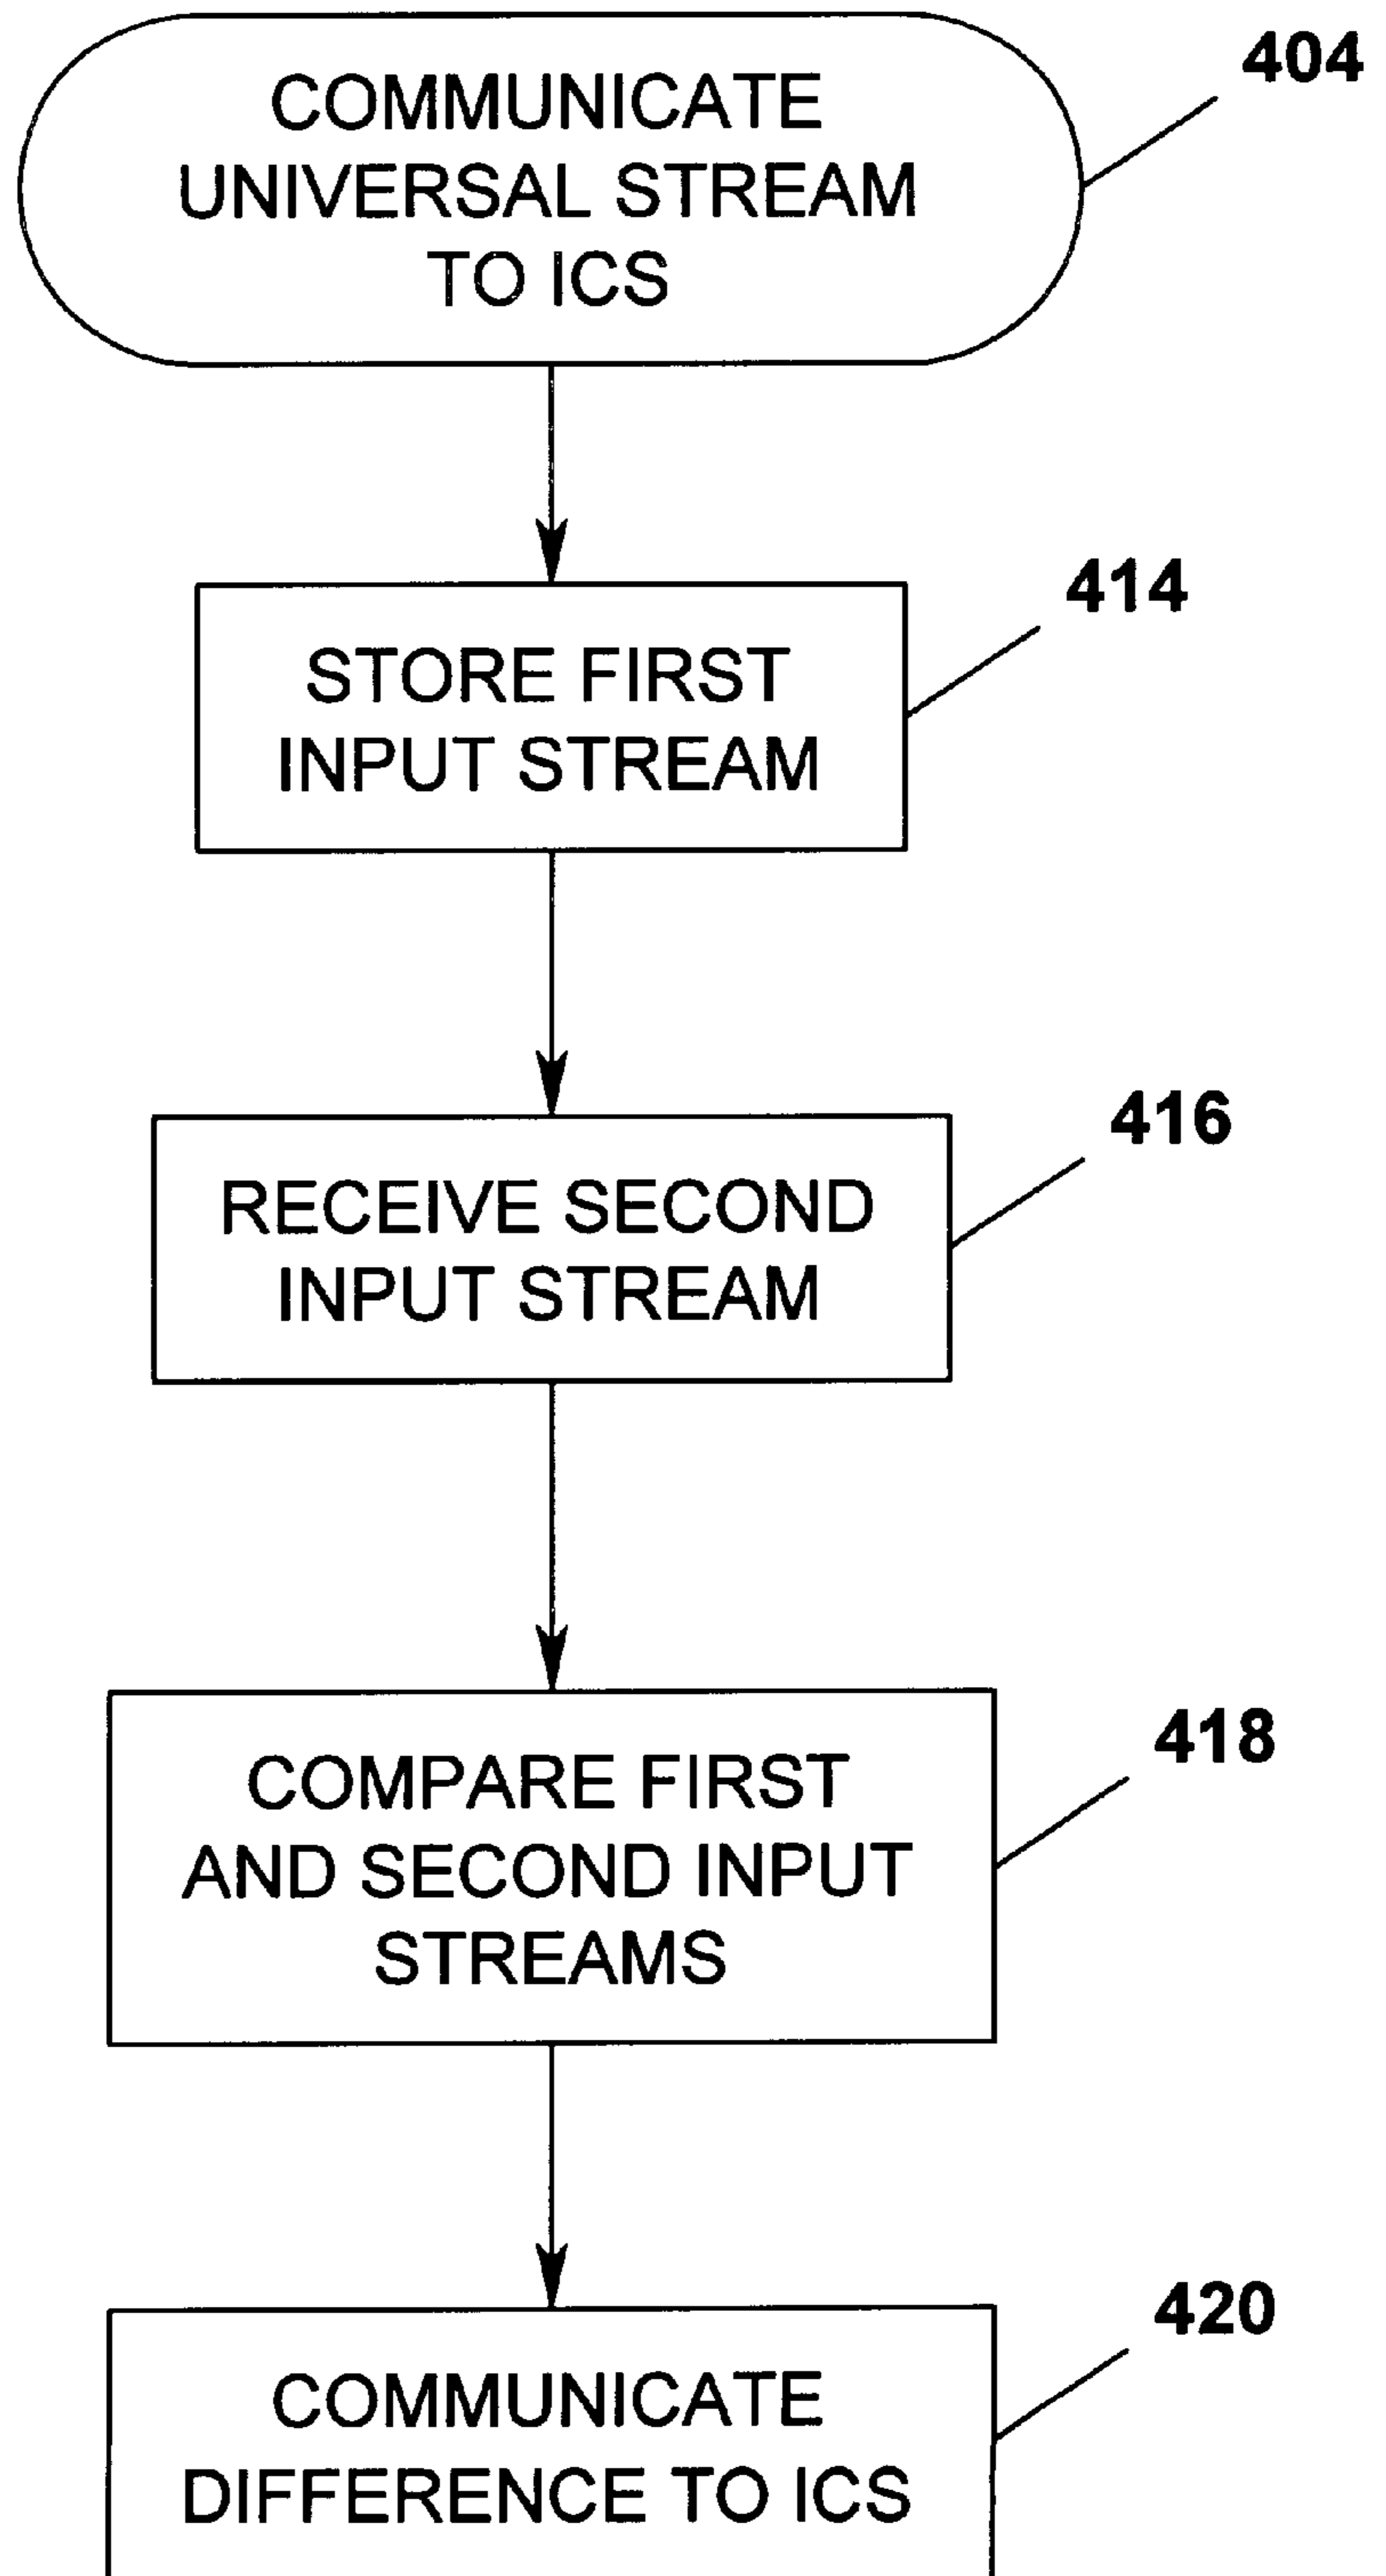 404
COMMUNICATE
UNIVERSAL STREAM
TO ICS
414
STORE FIRST
INPUT STREAM
416
RECEIVE SECOND
INPUT STREAM
418
COMPARE FIRST
AND SECOND INPUT
STREAMS
420
COMMUNICATE
DIFFERENCE TO ICS